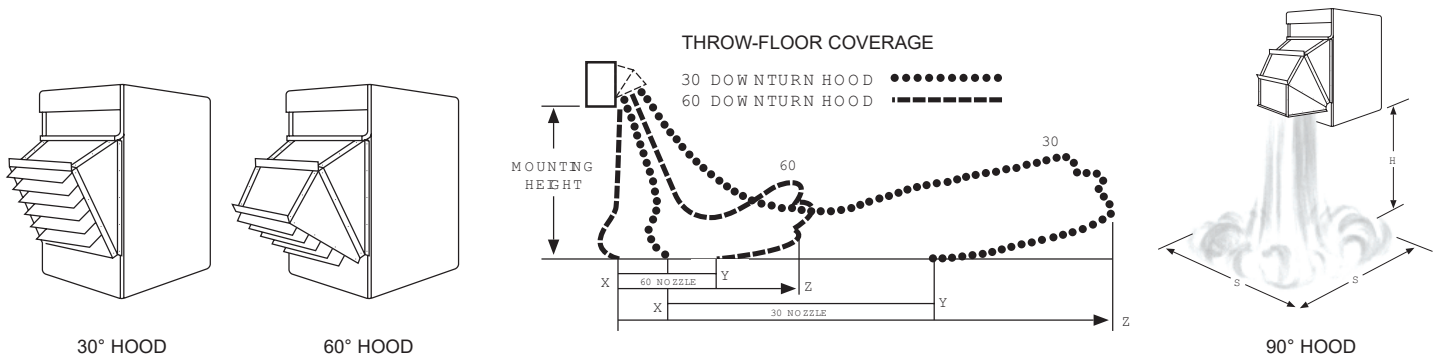 30° HOOD
60° HOOD
THROW-FLOOR COVERAGE
30 DOWNTURN HOOD
60 DOWNTURN HOOD
MOUNTING
HEIGHT
60
30
X
60 NOZZLE
Y
Z
X
30 NOZZLE
Y
Z
H
S
S
90° HOOD